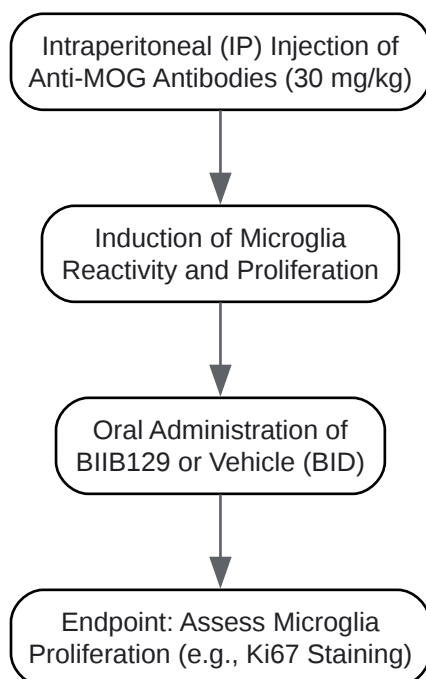 Intraperitoneal (IP) Injection of
Anti-MOG Antibodies (30 mg/kg)
Induction of Microglia
Reactivity and Proliferation
Oral Administration of
BIIB129 or Vehicle (BID)
Endpoint: Assess Microglia
Proliferation (e.g., Ki67 Staining)